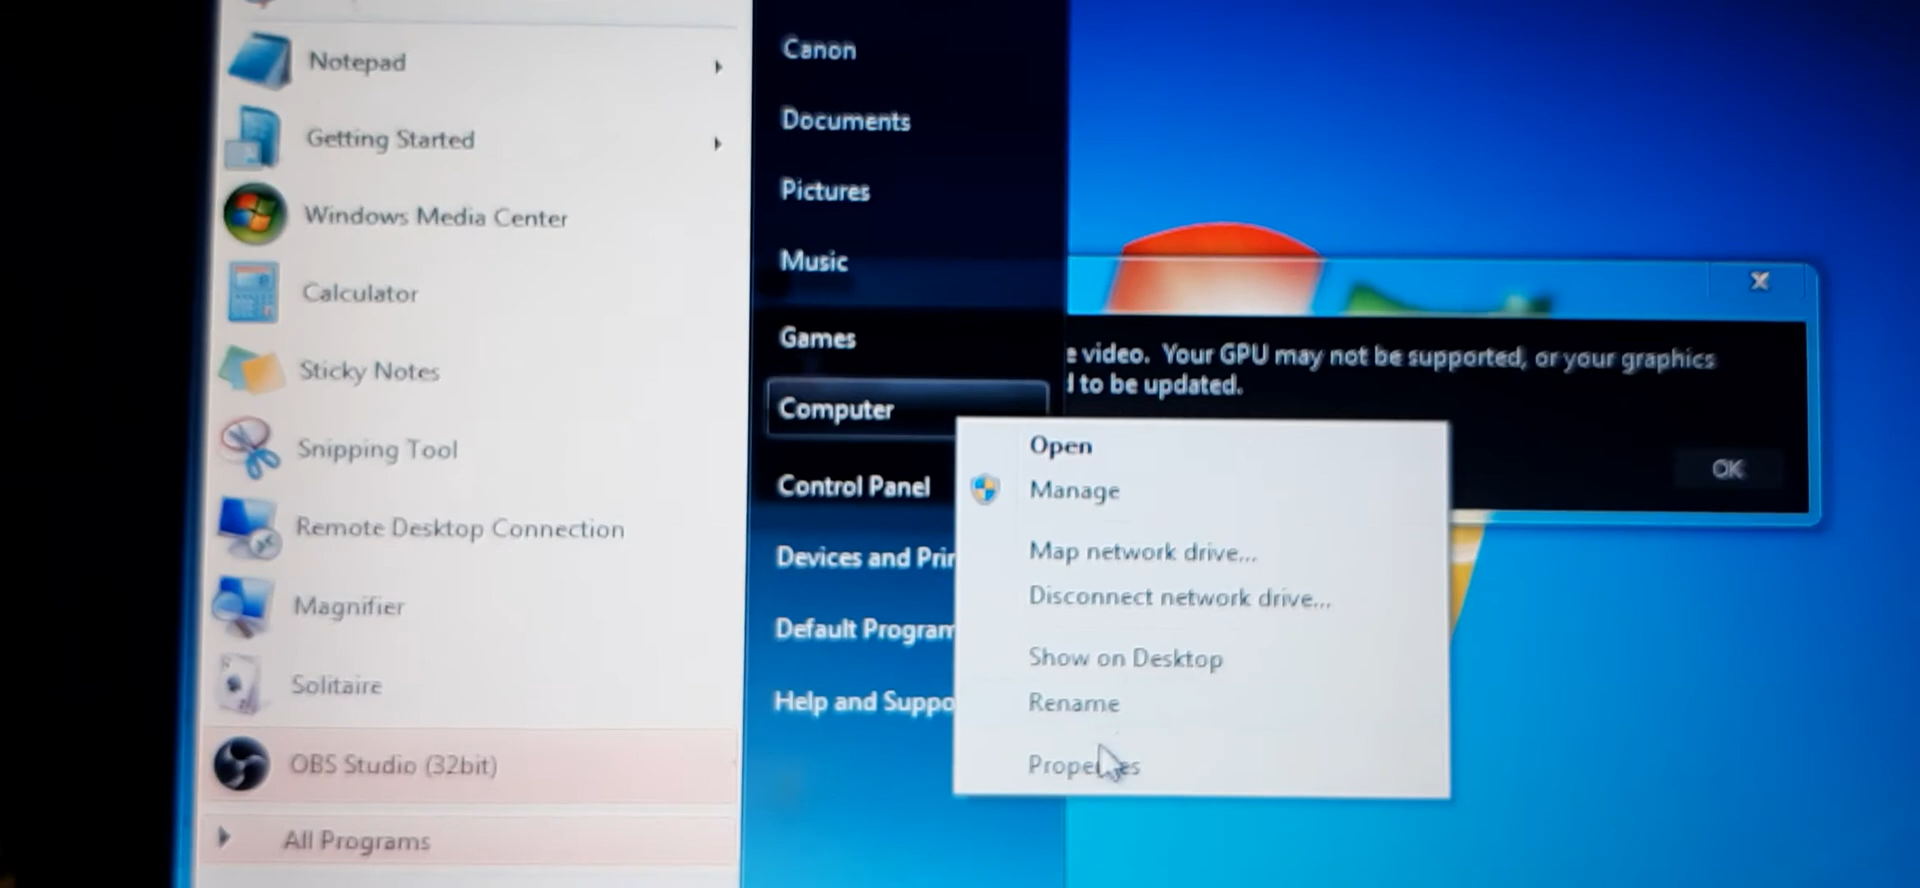 Notepad
Getting Started
Windows Media Center
Calculator
Sticky Notes
Snipping Tool
Remote Desktop Connection
Magnifier
Solitaire
OBS Studio (32bit)
All Programs
Canon
Documents
Pictures
Music
Games
Computer
Control Panel
Devices and Prin
Default Program
Help and Suppo
e video. Your GPU may not be supported, or your graphics
d to be updated.
OK
Open
Manage
Map network drive...
Disconnect network drive...
Show on Desktop
Rename
Properties